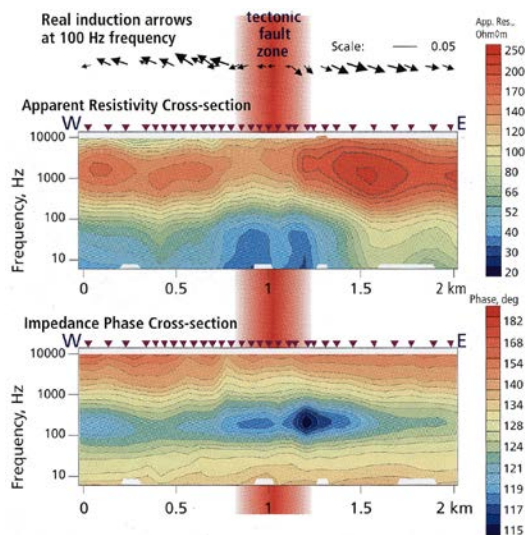 Real induction arrows
at 100 Hz frequency
tectonic
fault
zone
Scale: 0.05
App. Res.,
Ohm◊m
250
200
170
140
120
100
80
66
60
52
40
30
20
Apparent Resistivity Cross-section
W E
Frequency, Hz
10000
1000
100
10
0 0.5 1 1.5 2 km
Impedance Phase Cross-section
W E
Frequency, Hz
10000
1000
100
10
0 0.5 1 1.5 2 km
Phase, deg
182
168
154
140
134
130
128
126
124
121
119
117
115